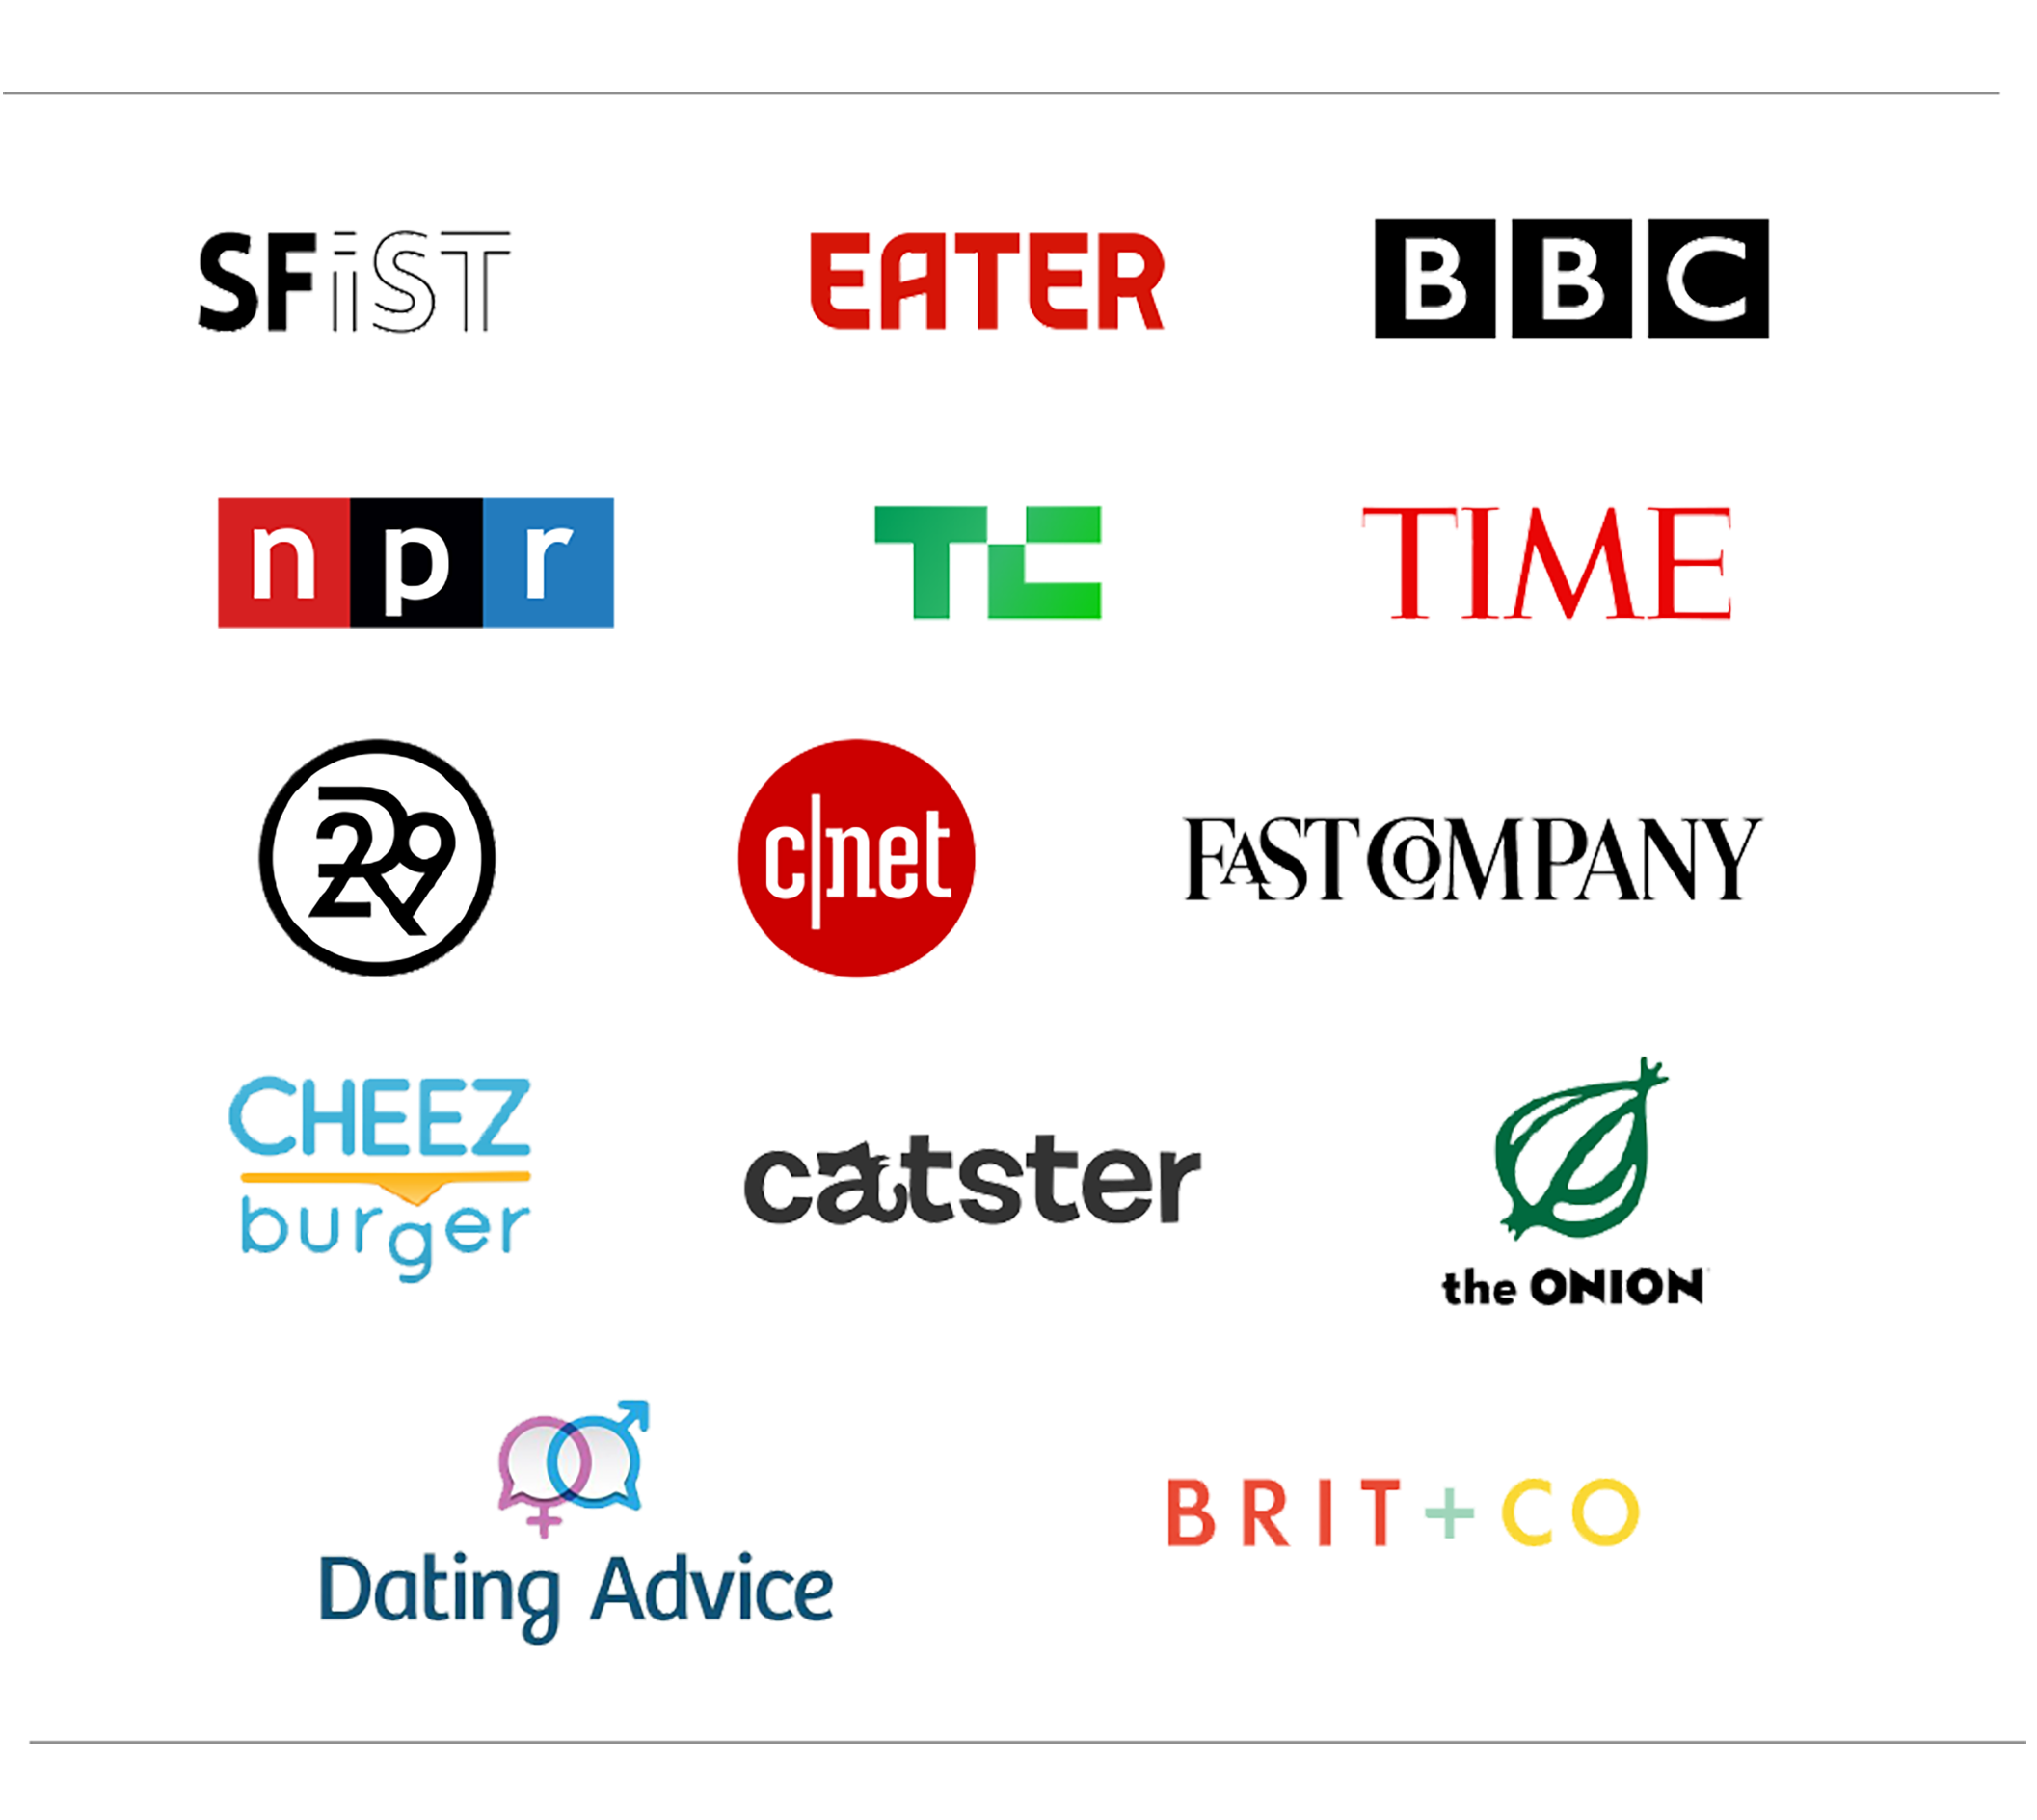 SFiST
EATER
BBC
npr
TC
TIME
R29
c|net
FAST COMPANY
CHEEZ
burger
catster
the ONION
Dating Advice
BRIT + CO